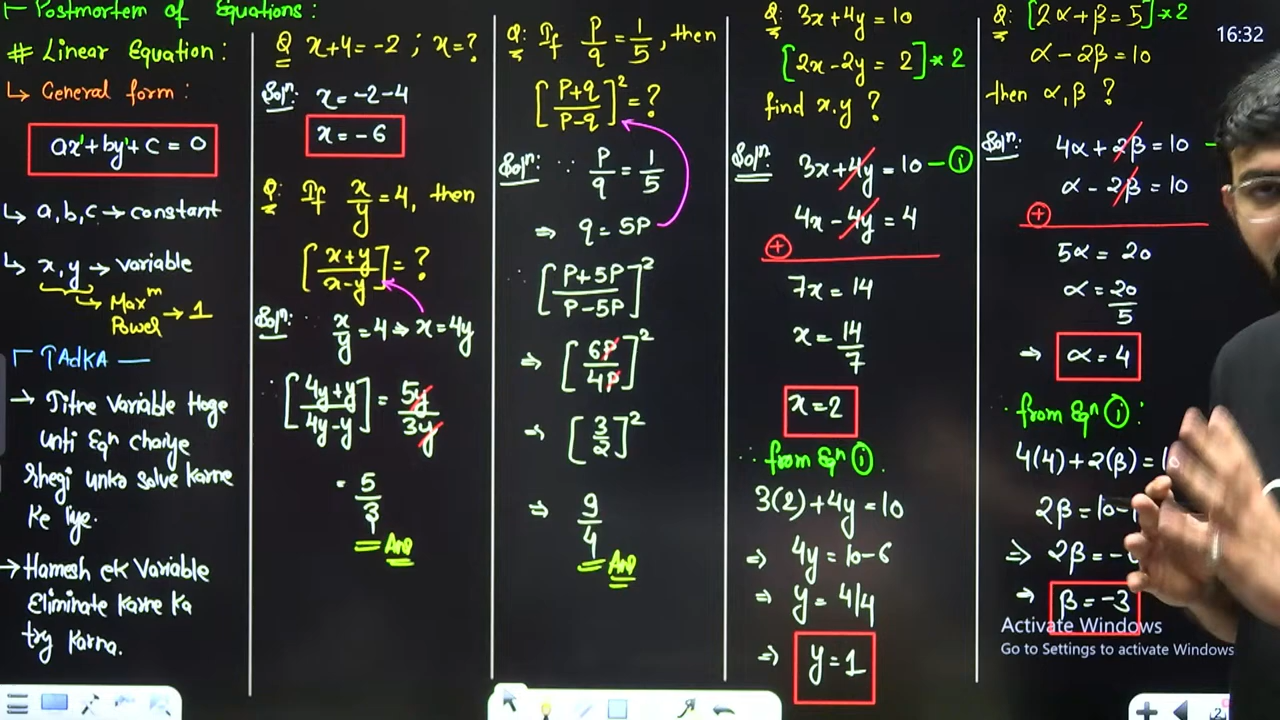 Postmortem of Equations:
# Linear Equation:
↳ General form:
ax¹+by¹+c = 0
↳ a,b,c → constant
↳ x,y → variable
↳ Maxᵐ Power → 1
TADKA —
→ Jitne Variable Hoge
unti Eqⁿ chaiye
Rhegi unko solve Karne
Ke liye.
→ Hamesh ek Variable
Eliminate Karne Ka
try Karna.
Q x+4 = -2 ; x=?
Solⁿ: x = -2-4
x = -6
Q: If x/y = 4, then
[x+y/x-y] = ?
Solⁿ: x/y = 4 ⇒ x = 4y
∴ [4y+y/4y-y] = 5y/3y
= 5/3
Ans
Q: If P/q = 1/5, then
[P+q/P-q]² = ?
Solⁿ: ∵ P/q = 1/5
⇒ q = 5P
∴ [P+5P/P-5P]²
⇒ [6P/4P]²
⇒ [3/2]²
⇒ 9/4
Ans
Q: 3x+4y = 10
[2x-2y = 2] × 2
find x,y ?
Solⁿ: 3x+4y = 10 — ①
4x-4y = 4
+
7x = 14
x = 14/7
x = 2
∴ from Eqⁿ ①.
3(2)+4y = 10
⇒ 4y = 10-6
⇒ y = 4/4
⇒ y = 1
Q: [2α+β = 5] × 2
α-2β = 10
then α,β ?
Solⁿ: 4α+2β = 10 -
α-2β = 10
+
5α = 20
α = 20/5
⇒ α = 4
∴ from Eqⁿ ①:
4(4)+2(β) =
2β = 10-
⇒ 2β = -
→ β = -3
16:32
Activate Windows
Go to Settings to activate Windows